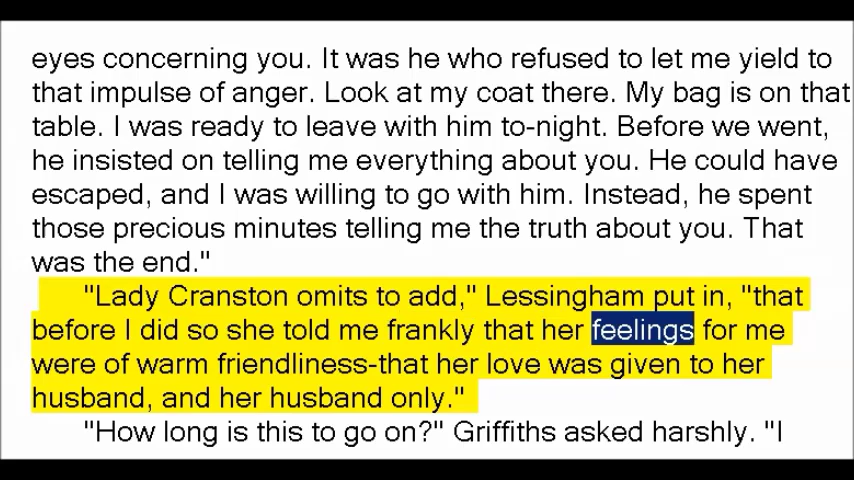 eyes concerning you. It was he who refused to let me yield to
that impulse of anger. Look at my coat there. My bag is on that
table. I was ready to leave with him to-night. Before we went,
he insisted on telling me everything about you. He could have
escaped, and I was willing to go with him. Instead, he spent
those precious minutes telling me the truth about you. That
was the end."
"Lady Cranston omits to add," Lessingham put in, "that
before I did so she told me frankly that her feelings for me
were of warm friendliness-that her love was given to her
husband, and her husband only."
"How long is this to go on?" Griffiths asked harshly. "I